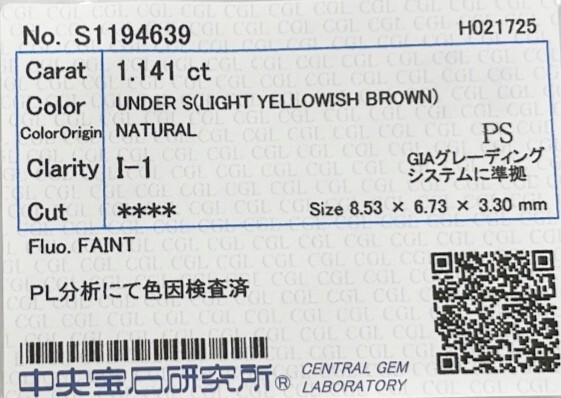 No. S1194639 H021725
Carat 1.141 ct
Color UNDER S(LIGHT YELLOWISH BROWN)
ColorOrigin NATURAL
PS
Clarity I-1
GIAグレーディング
システムに準拠
Cut **** Size 8.53 × 6.73 × 3.30 mm
Fluo. FAINT
PL分析にて色因検査済
中央宝石研究所® CENTRAL GEM
LABORATORY